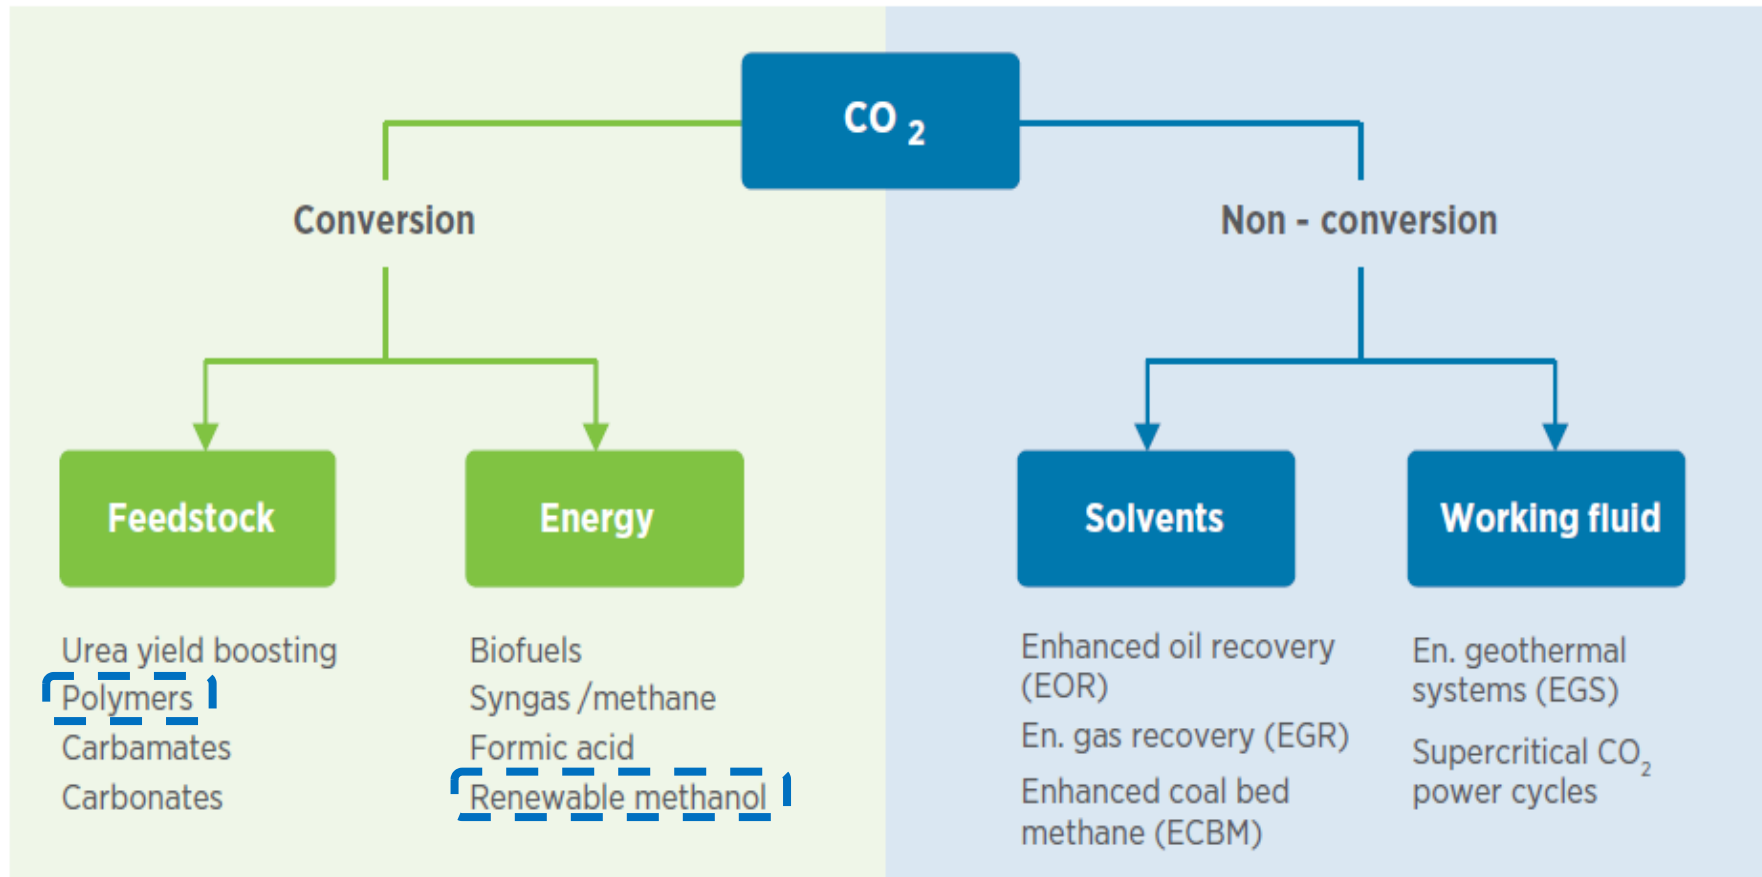 CO₂
Conversion
Non - conversion
Feedstock
Energy
Solvents
Working fluid
Urea yield boosting
Polymers
Carbamates
Carbonates
Biofuels
Syngas /methane
Formic acid
Renewable methanol
Enhanced oil recovery
(EOR)
En. gas recovery (EGR)
Enhanced coal bed
methane (ECBM)
En. geothermal
systems (EGS)
Supercritical CO₂
power cycles